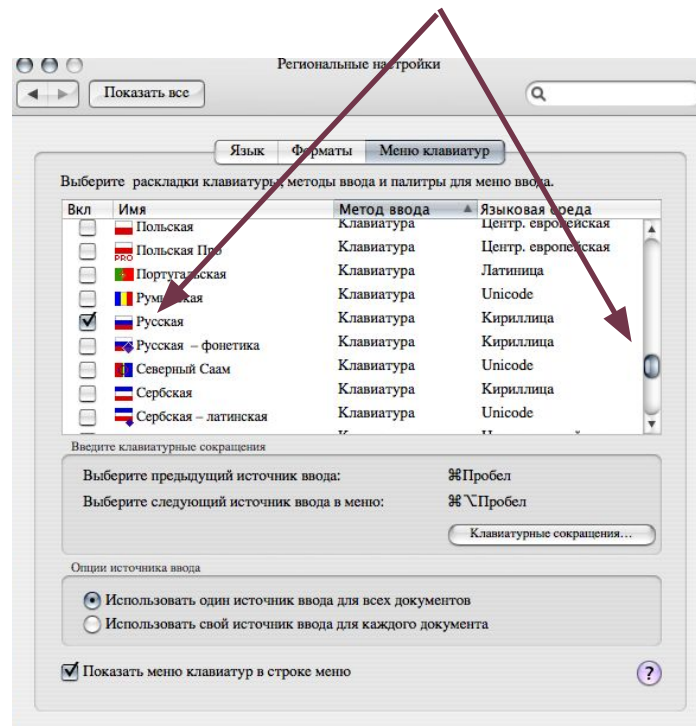 Региональные настройки
Показать все
Язык Форматы Меню клавиатур
Выберите раскладки клавиатуры, методы ввода и палитры для меню ввода.
Вкл Имя Метод ввода Языковая среда
Польская Клавиатура Центр. европейская
PRO Польская Про Клавиатура Центр. европейская
Португальская Клавиатура Латиница
Румынская Клавиатура Unicode
Русская Клавиатура Кириллица
Русская – фонетика Клавиатура Кириллица
Северный Саам Клавиатура Unicode
Сербская Клавиатура Кириллица
Сербская – латинская Клавиатура Unicode
Введите клавиатурные сокращения
Выберите предыдущий источник ввода: ⌘Пробел
Выберите следующий источник ввода в меню: ⌘⌥Пробел
Клавиатурные сокращения...
Опции источника ввода
Использовать один источник ввода для всех документов
Использовать свой источник ввода для каждого документа
Показать меню клавиатур в строке меню
?